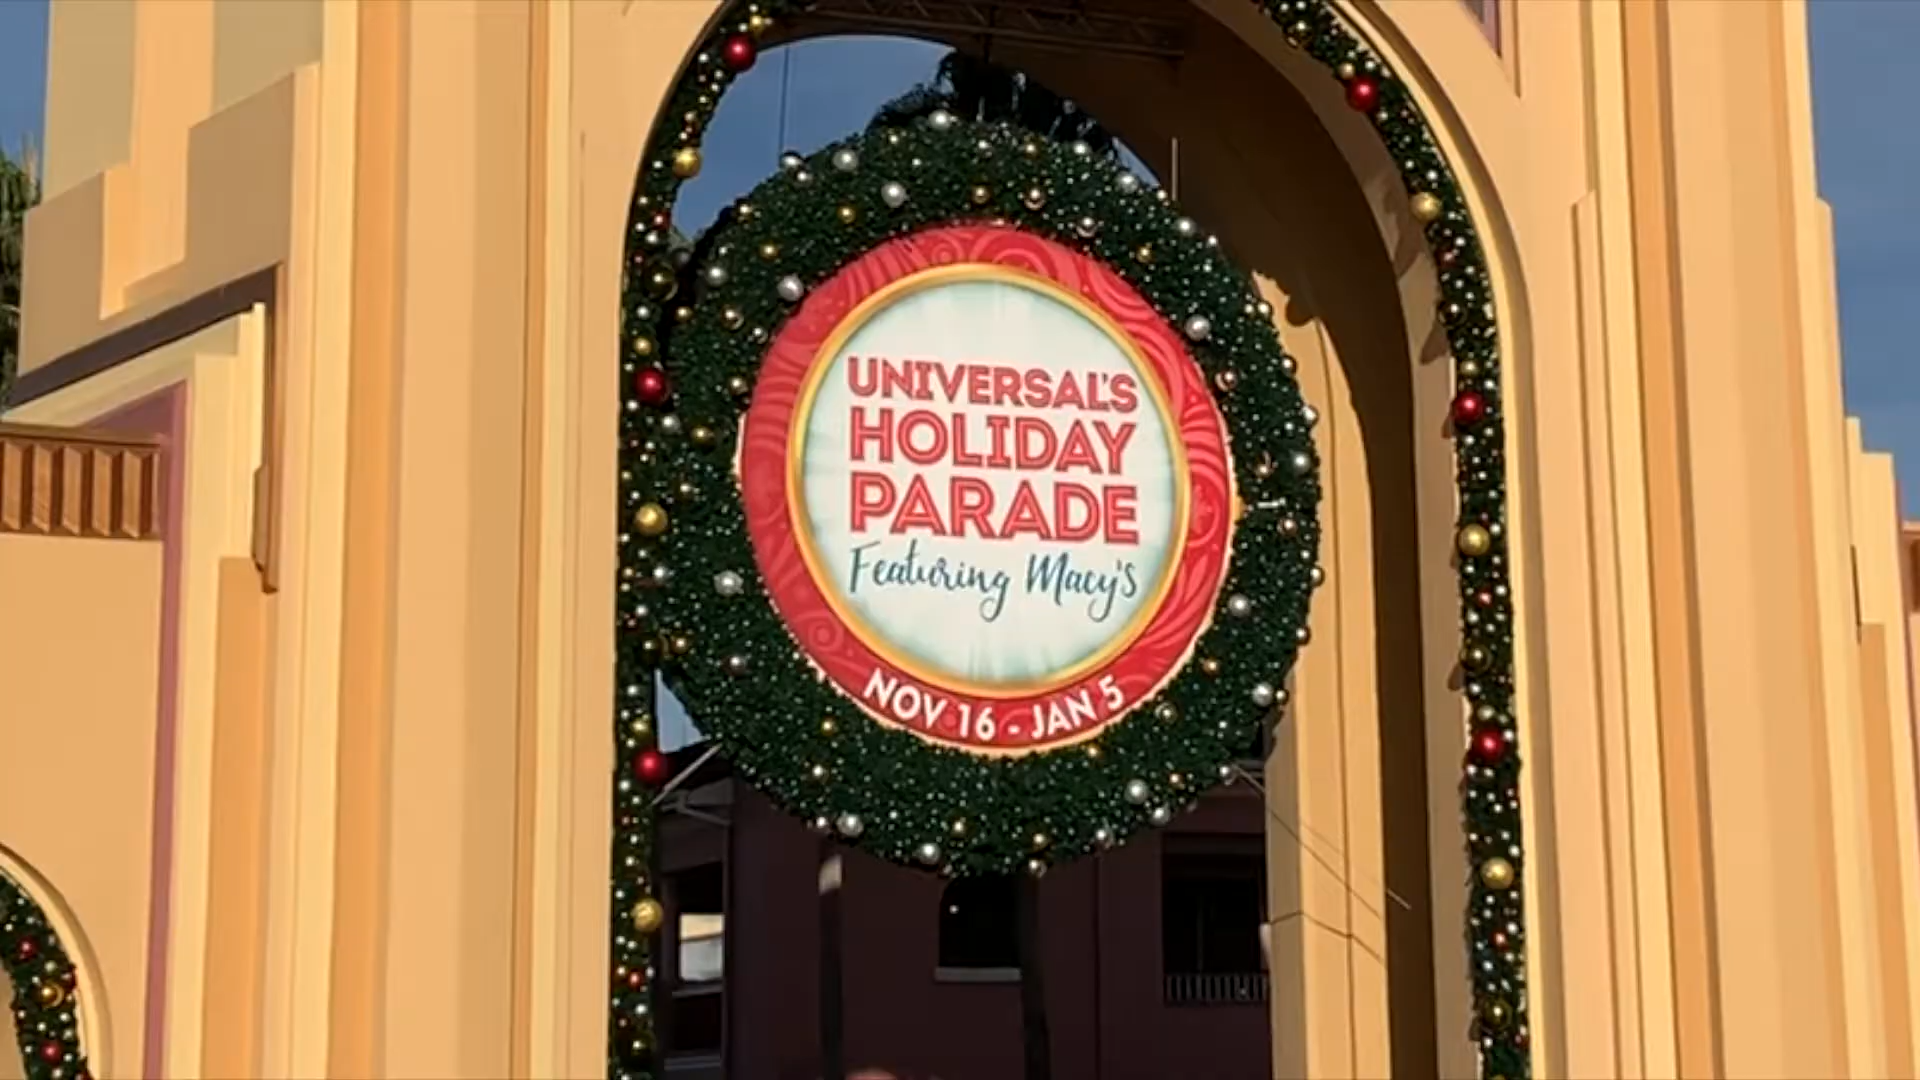 UNIVERSAL'S
HOLIDAY
PARADE
Featuring Macy's
NOV 16 - JAN 5